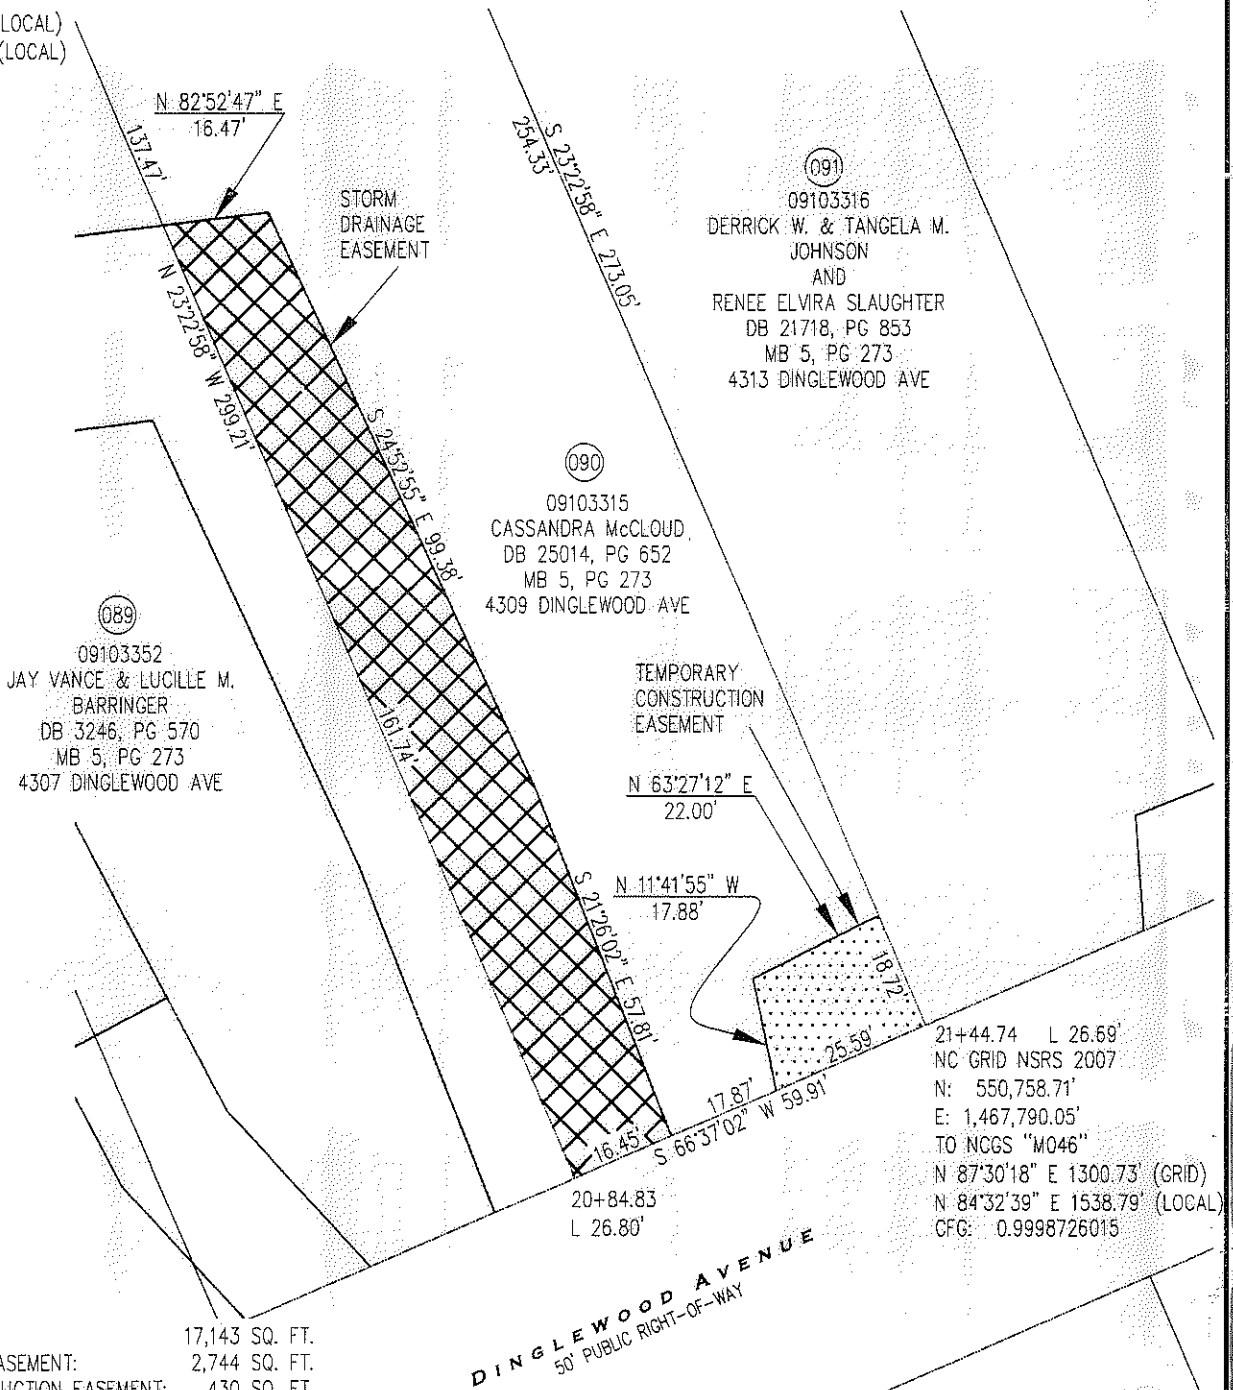 LOCAL)
(LOCAL)
N 82°52'47" E
16.47'
137.47'
STORM
DRAINAGE
EASEMENT
S 23°22'58" E 273.05'
254.33'
091
09103316
DERRICK W. & TANGELA M.
JOHNSON
AND
RENEE ELVIRA SLAUGHTER
DB 21718, PG 853
MB 5, PG 273
4313 DINGLEWOOD AVE
N 23°22'58" W 299.21'
S 24°52'55" E 99.38'
090
09103315
CASSANDRA McCLOUD
DB 25014, PG 652
MB 5, PG 273
4309 DINGLEWOOD AVE
089
09103352
JAY VANCE & LUCILLE M.
BARRINGER
DB 3246, PG 570
MB 5, PG 273
4307 DINGLEWOOD AVE
161.74'
TEMPORARY
CONSTRUCTION
EASEMENT
N 63°27'12" E
22.00'
N 11°41'55" W
17.88'
S 21°26'02" E 57.81'
18.72'
25.59'
17.87'
16.45'
S 66°37'02" W 59.91'
20+84.83
L 26.80'
21+44.74 L 26.69'
NC GRID NSRS 2007
N: 550,758.71'
E: 1,467,790.05'
TO NCGS "M046"
N 87°30'18" E 1300.73' (GRID)
N 84°32'39" E 1538.79' (LOCAL)
CFG: 0.9998726015
DINGLEWOOD AVENUE
50' PUBLIC RIGHT-OF-WAY
17,143 SQ. FT.
ASEMENT: 2,744 SQ. FT.
UCTION EASEMENT: 430 SQ. FT.